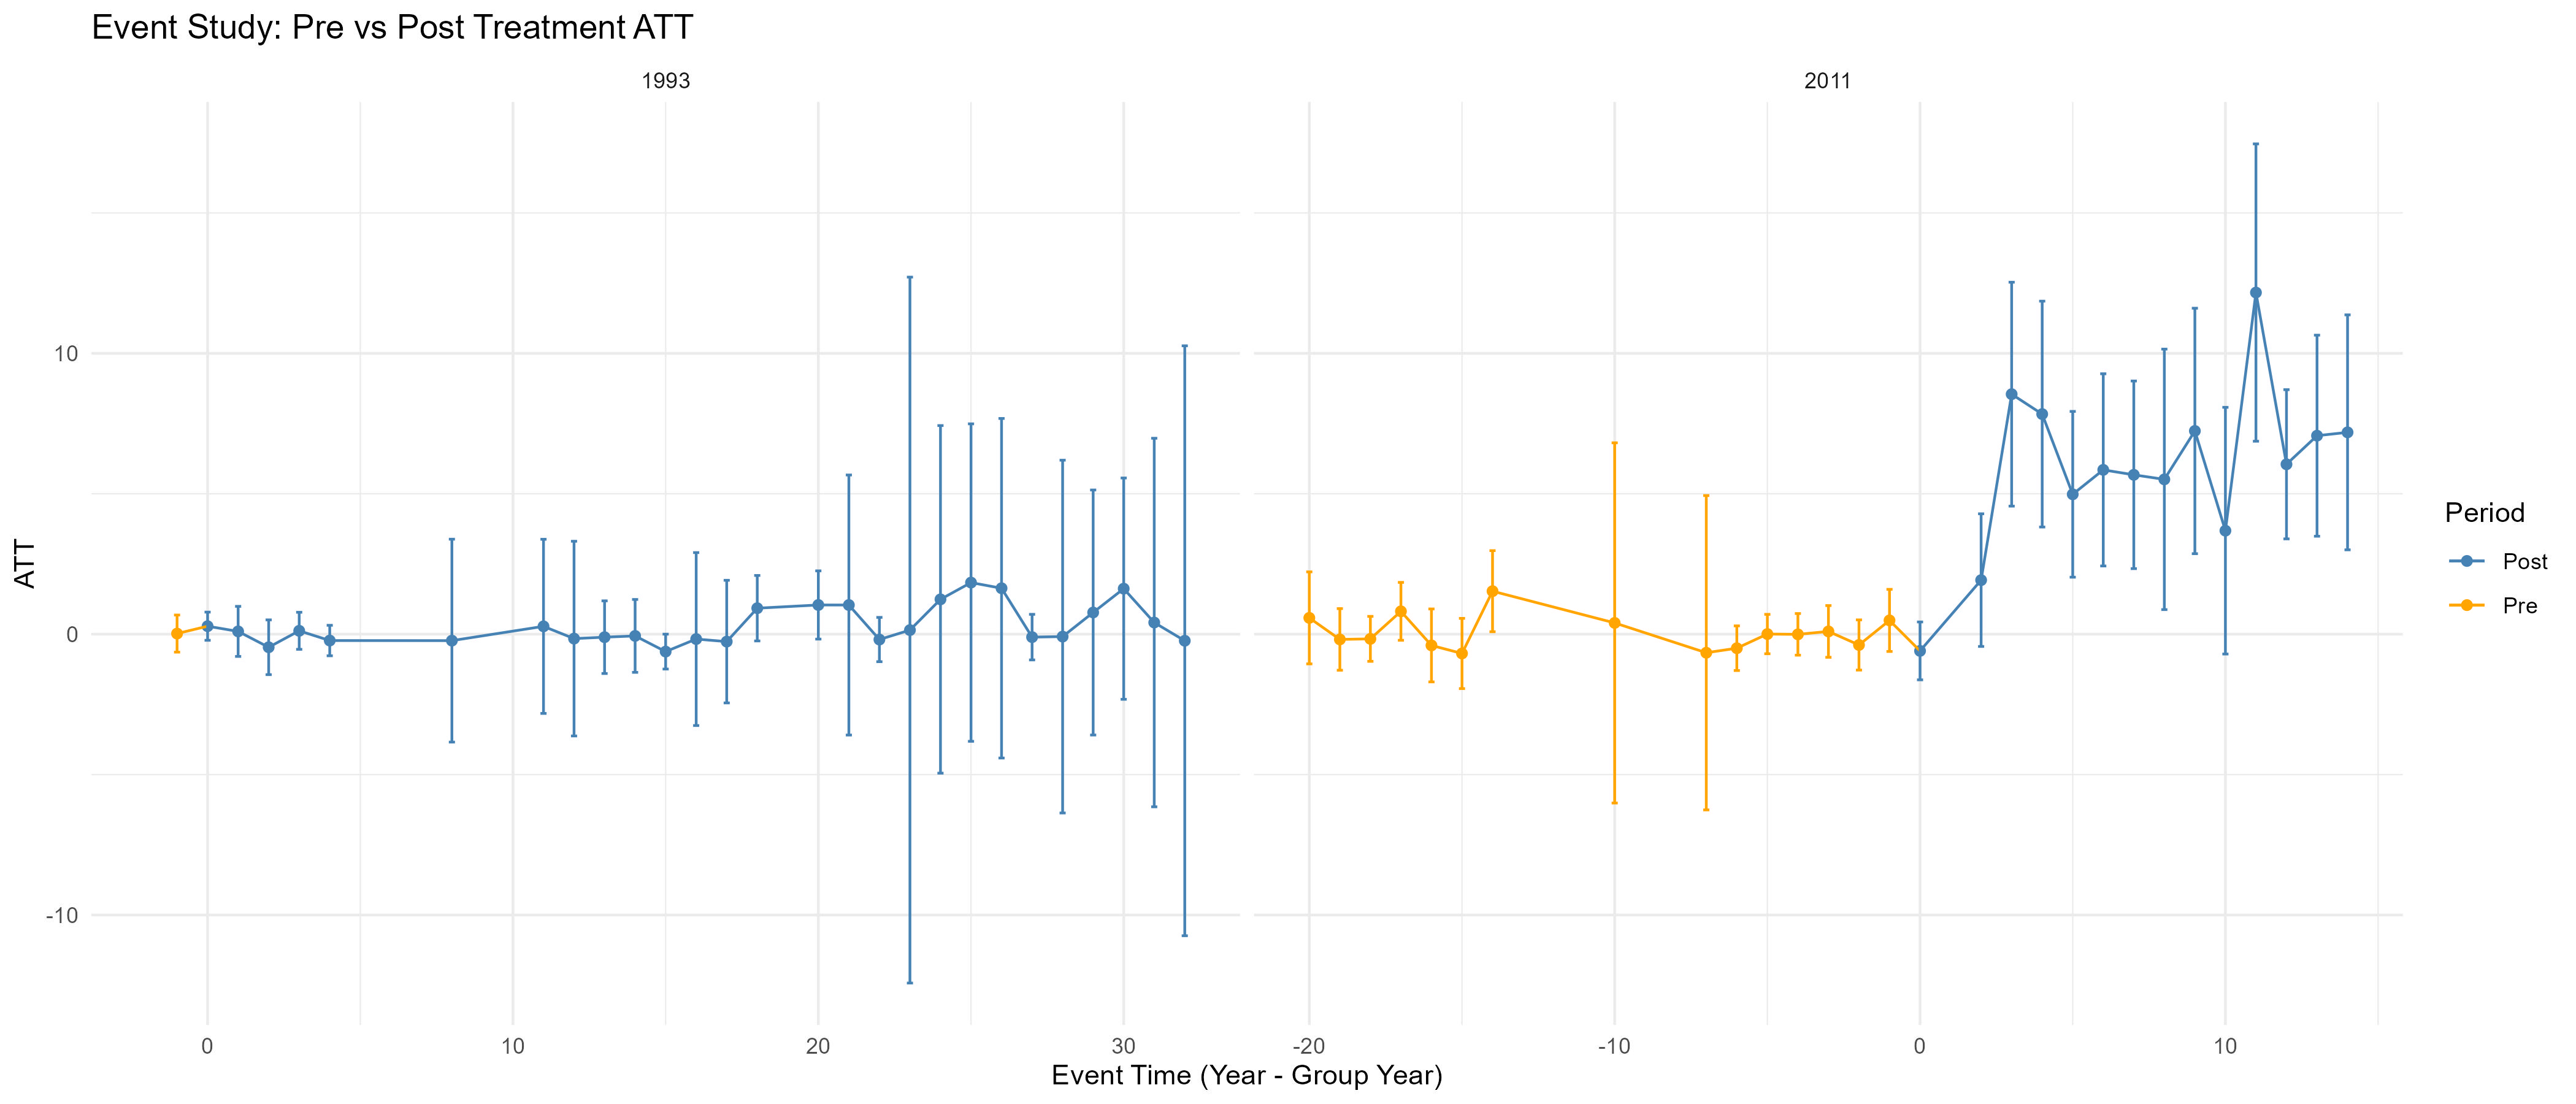 Event Study: Pre vs Post Treatment ATT
1993
2011
ATT
10
0
-10
Period
Post
Pre
0
10
20
30
-20
-10
0
10
Event Time (Year - Group Year)